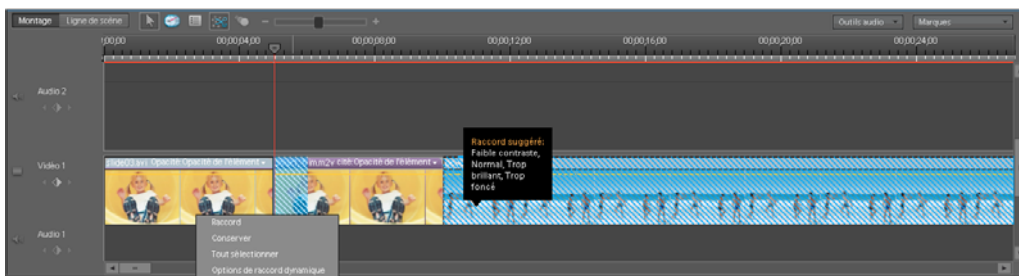 Montage Ligne de scène Outils audio Marques
00;00 00;00;04;00 00;00;08;00 00;00;12;00 00;00;16;00 00;00;20;00 00;00;24;00
Audio 2
Raccord suggéré:
Faible contraste,
Normal, Trop
brillant, Trop
foncé
Vidéo 1
Opacité:Opacité de l'élément cité:Opacité de l'élément
Raccord
Conserver
Tout sélectionner
Options de raccord dynamique
Audio 1